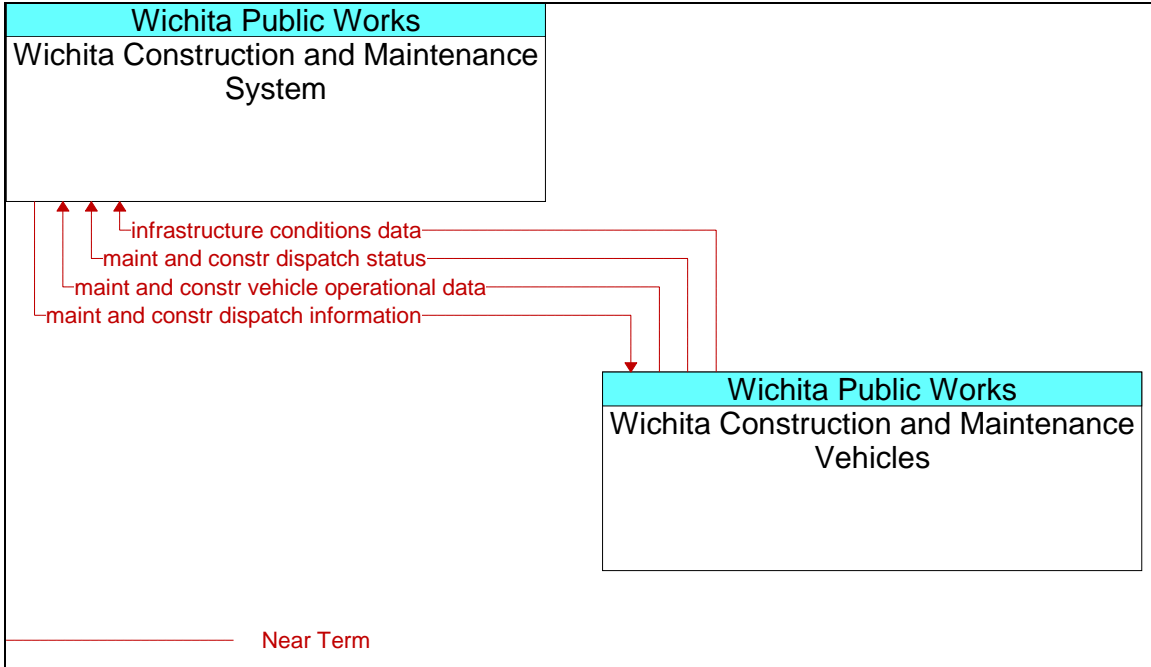 Wichita Public Works
Wichita Construction and Maintenance
System
infrastructure conditions data
maint and constr dispatch status
maint and constr vehicle operational data
maint and constr dispatch information
Wichita Public Works
Wichita Construction and Maintenance
Vehicles
Near Term